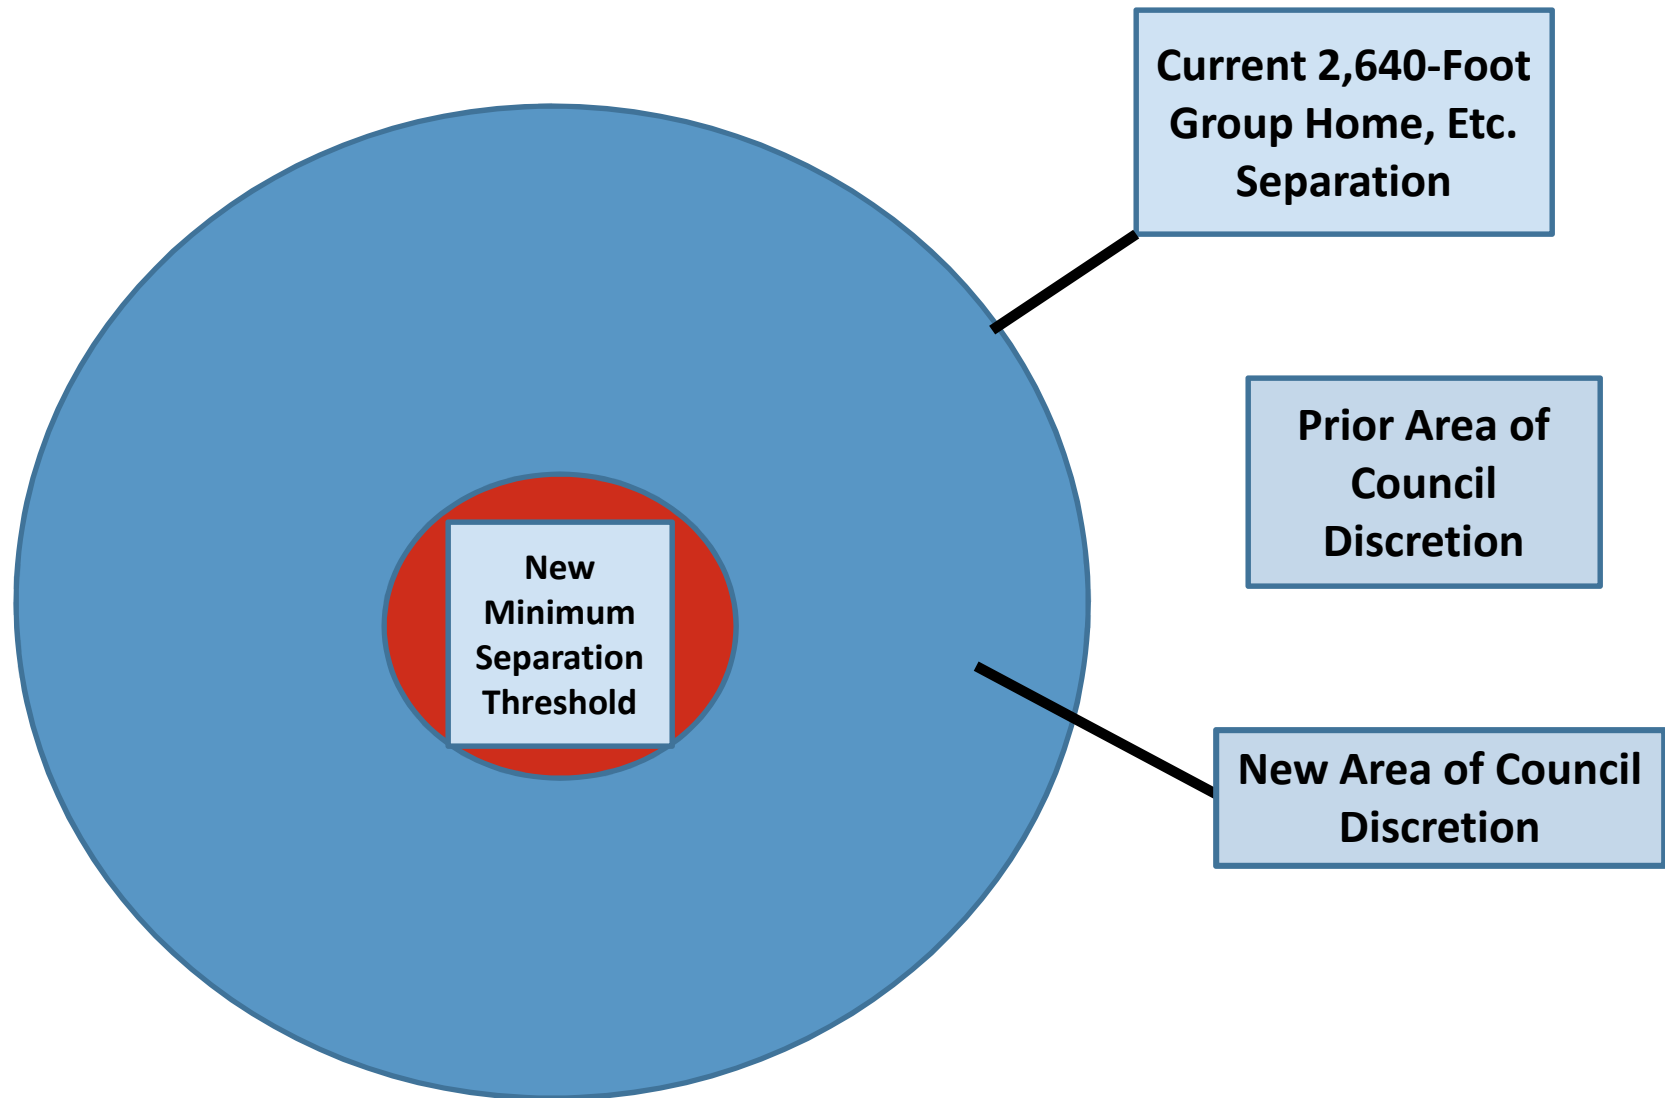 Current 2,640-Foot
Group Home, Etc.
Separation
Prior Area of
Council
Discretion
New
Minimum
Separation
Threshold
New Area of Council
Discretion